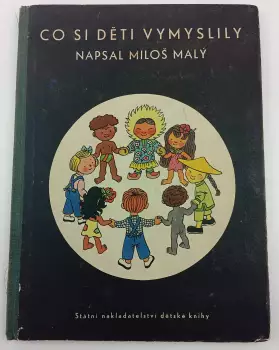 CO SI DĚTI VYMYSLILY
NAPSAL MILOŠ MALÝ
Státní nakladatelství dětské knihy